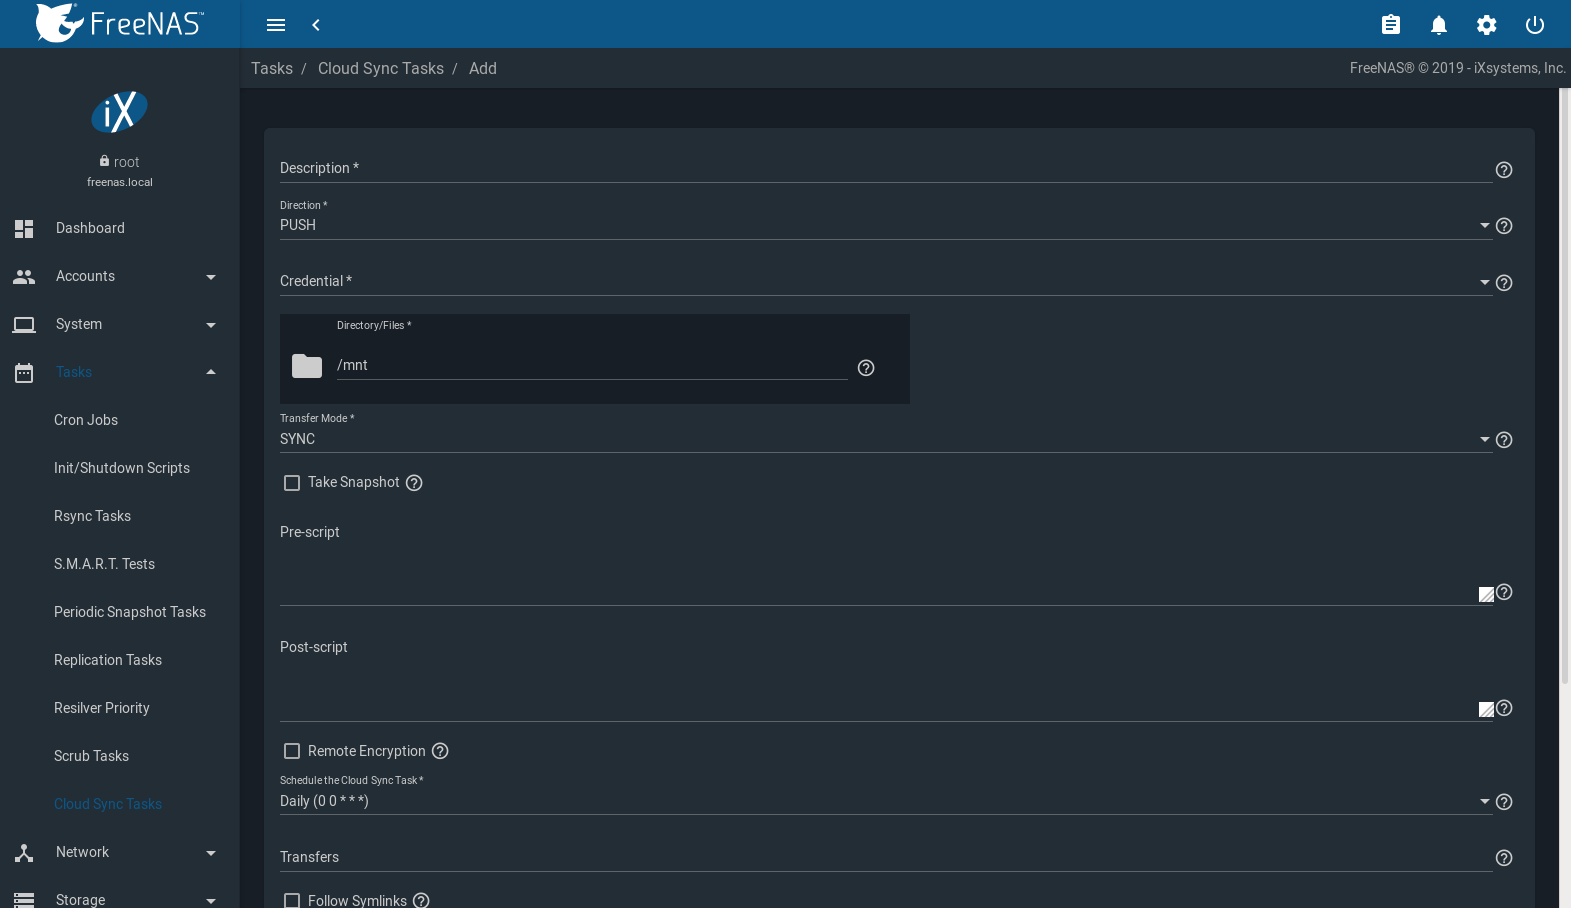 FreeNAS™
Tasks / Cloud Sync Tasks / Add
FreeNAS® © 2019 - iXsystems, Inc.
iX
root
freenas.local
Dashboard
Accounts
System
Tasks
Cron Jobs
Init/Shutdown Scripts
Rsync Tasks
S.M.A.R.T. Tests
Periodic Snapshot Tasks
Replication Tasks
Resilver Priority
Scrub Tasks
Cloud Sync Tasks
Network
Storage
Description *
Direction *
PUSH
Credential *
Directory/Files *
/mnt
Transfer Mode *
SYNC
Take Snapshot
Pre-script
Post-script
Remote Encryption
Schedule the Cloud Sync Task *
Daily (0 0 * * *)
Transfers
Follow Symlinks